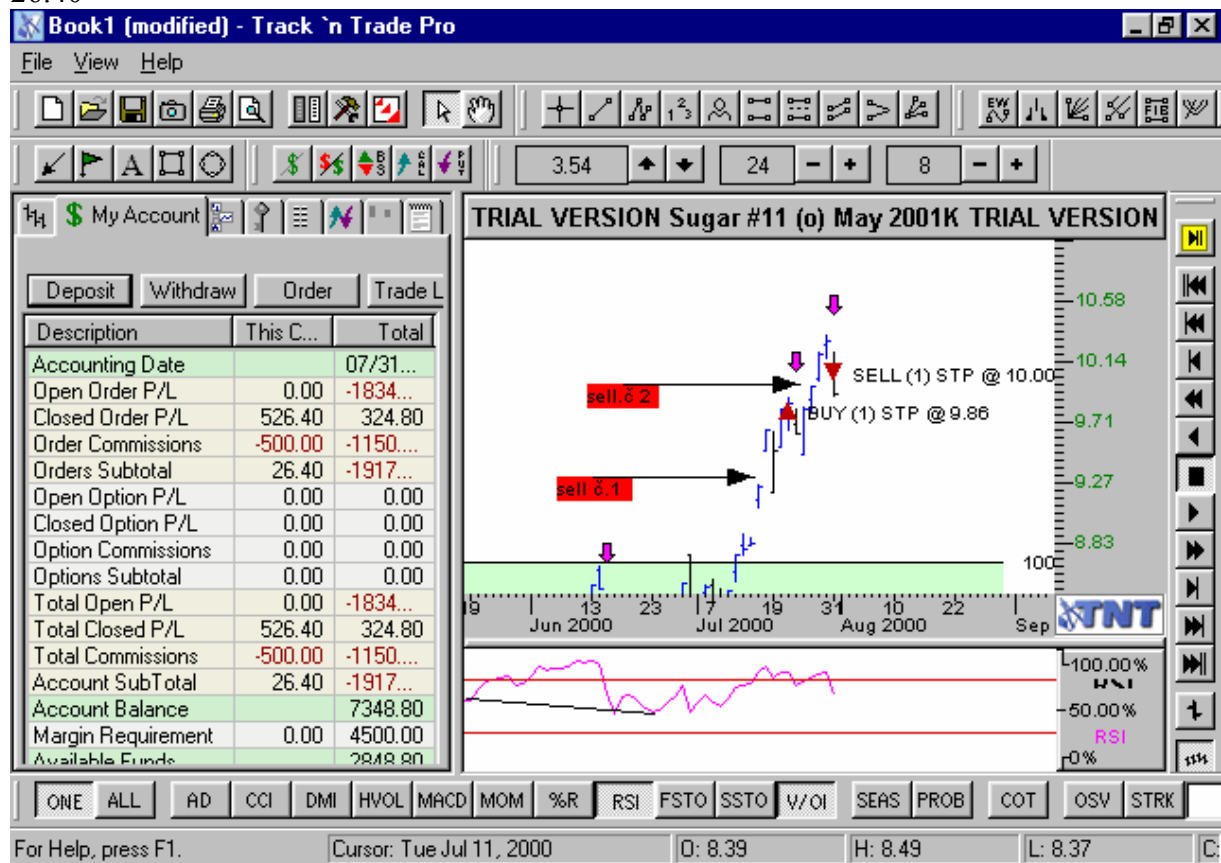 Book1 (modified) - Track `n Trade Pro
File View Help
3.54 24 8
My Account
Deposit Withdraw Order Trade L
Description This C... Total
Accounting Date 07/31...
Open Order P/L 0.00 -1834...
Closed Order P/L 526.40 324.80
Order Commissions -500.00 -1150....
Orders Subtotal 26.40 -1917...
Open Option P/L 0.00 0.00
Closed Option P/L 0.00 0.00
Option Commissions 0.00 0.00
Options Subtotal 0.00 0.00
Total Open P/L 0.00 -1834...
Total Closed P/L 526.40 324.80
Total Commissions -500.00 -1150....
Account SubTotal 26.40 -1917...
Account Balance 7348.80
Margin Requirement 0.00 4500.00
Available Funds 2848.80
TRIAL VERSION Sugar #11 (o) May 2001K TRIAL VERSION
10.58
10.14
SELL (1) STP @ 10.00
sell.č 2
BUY (1) STP @ 9.86
9.71
9.27
sell č.1
8.83
100
19 13 23 7 19 31 10 22
Jun 2000 Jul 2000 Aug 2000 Sep
TNT
100.00%
RSI
50.00%
RSI
0%
ONE ALL AD CCI DMI HVOL MACD MOM %R RSI FSTO SSTO V/OI SEAS PROB COT OSV STRK
For Help, press F1. Cursor: Tue Jul 11, 2000 O: 8.39 H: 8.49 L: 8.37 C: